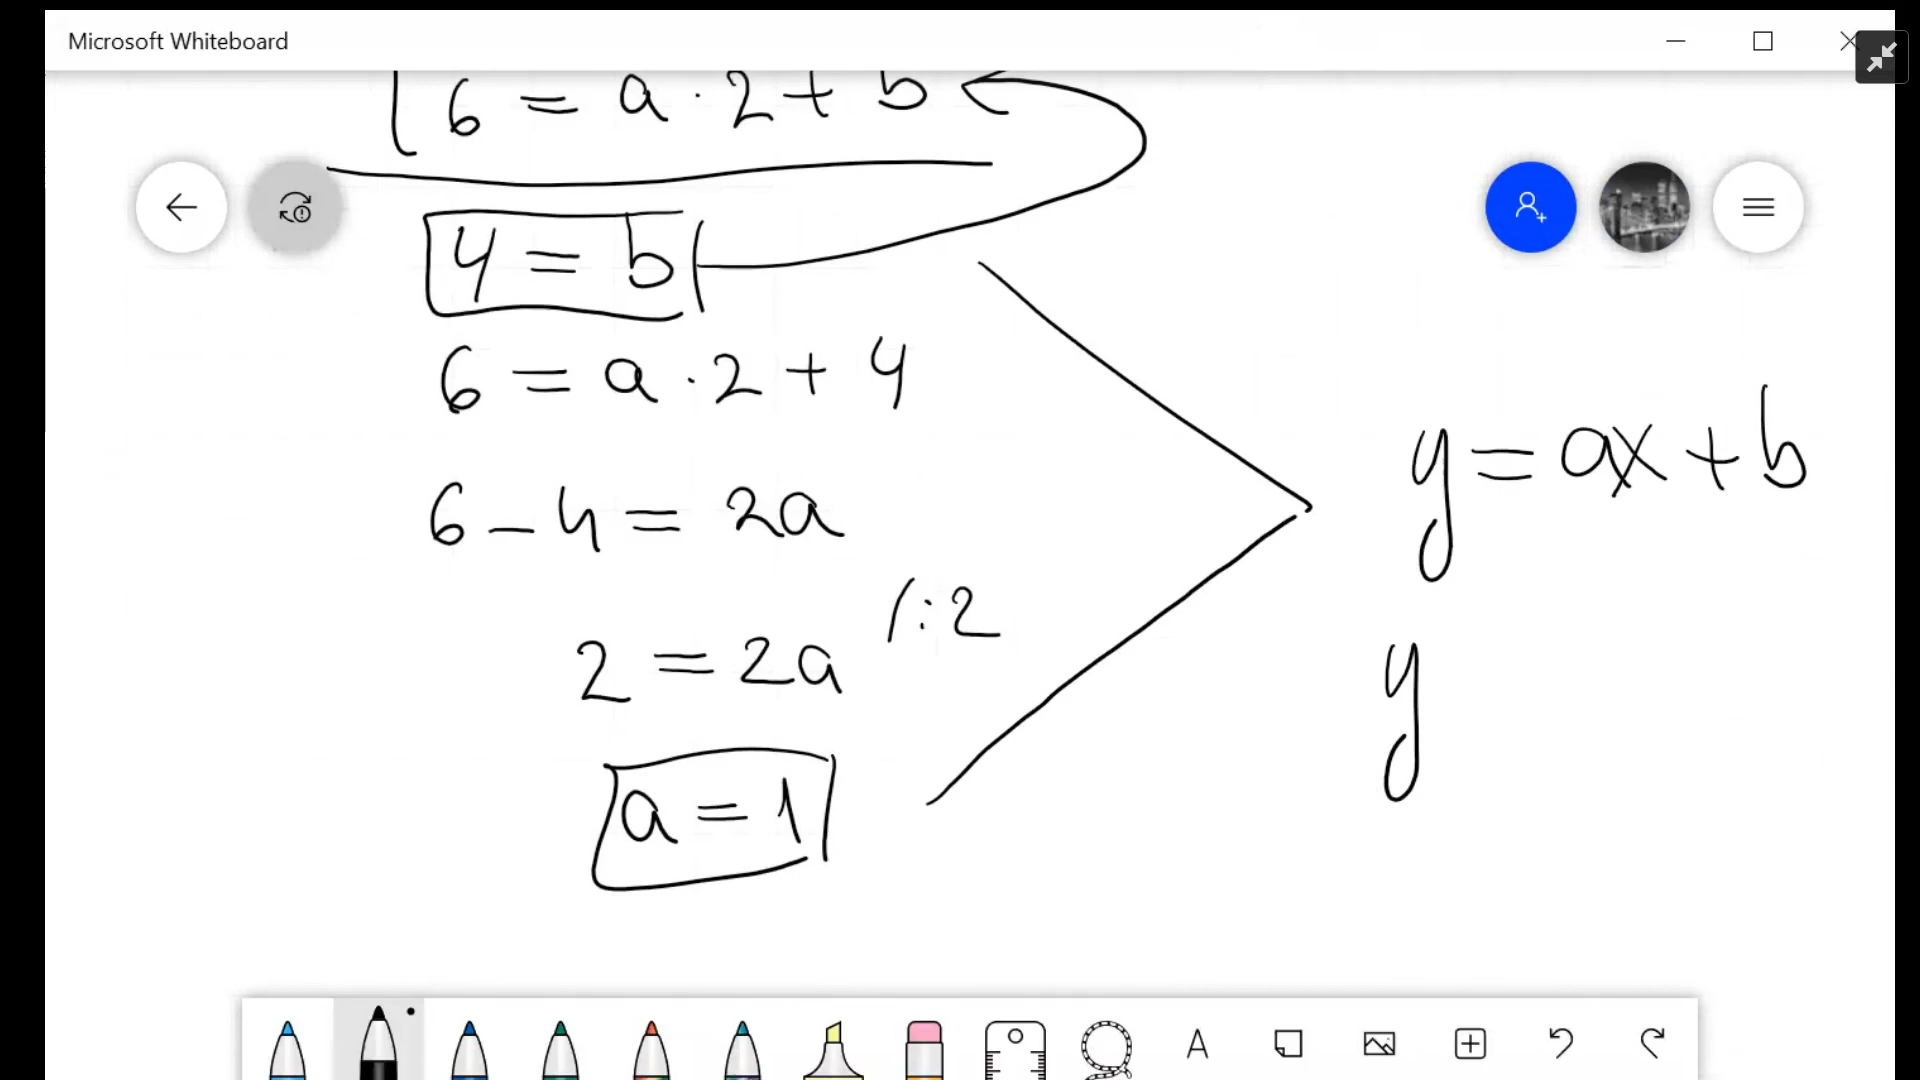 Microsoft Whiteboard
6 = a · 2 + b
4 = b
6 = a · 2 + 4
6 - 4 = 2a
2 = 2a /:2
a = 1
y = ax + b
y
A